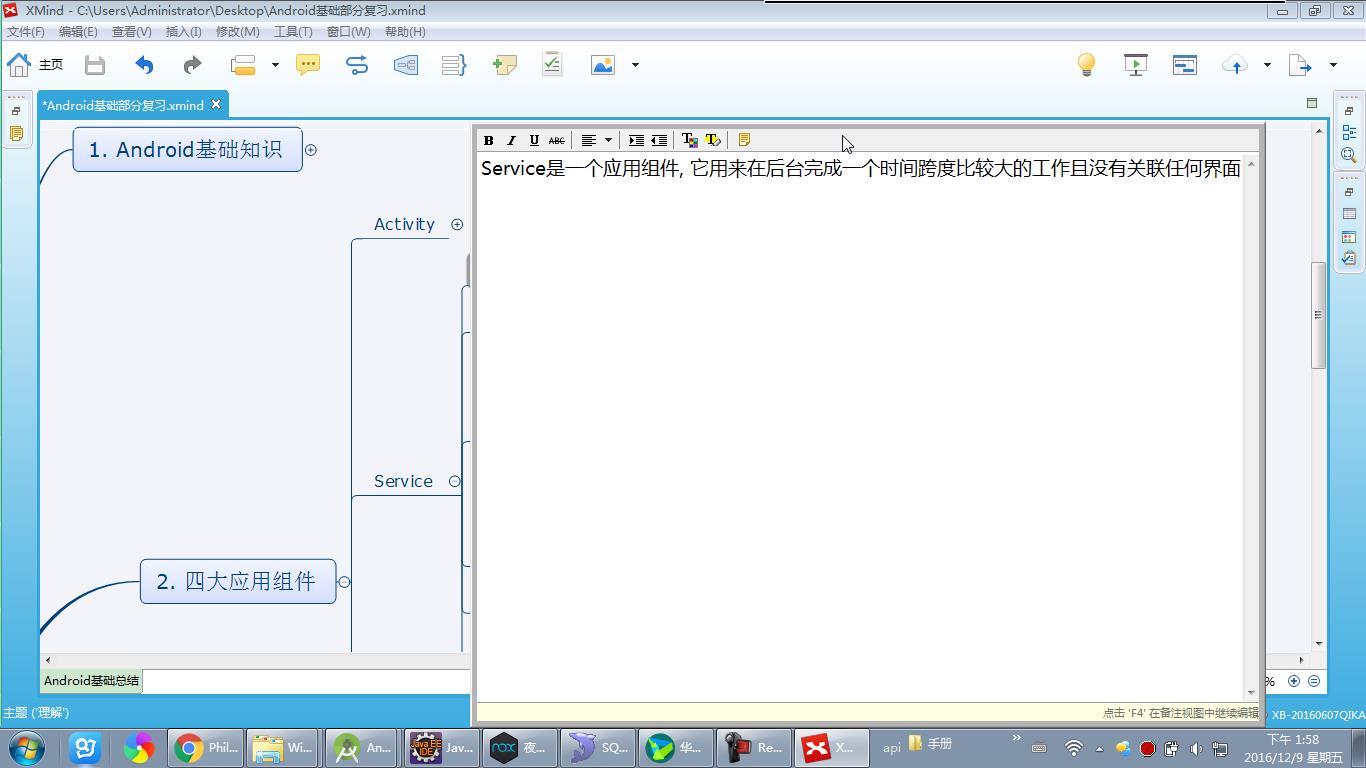 XMind - C:\Users\Administrator\Desktop\Android基础部分复习.xmind
文件(F) 编辑(E) 查看(V) 插入(I) 修改(M) 工具(T) 窗口(W) 帮助(H)
主页
*Android基础部分复习.xmind
B I U ABC
1. Android基础知识
Service是一个应用组件, 它用来在后台完成一个时间跨度比较大的工作且没有关联任何界面
Activity
Service
2. 四大应用组件
Android基础总结
%
点击 'F4' 在备注视图中继续编辑
主题 ('理解')
XB-20160607QIKA
Phil... Wi... An... Jav... 夜... SQ... 华... Re... X... api 手册
下午 1:58
2016/12/9 星期五